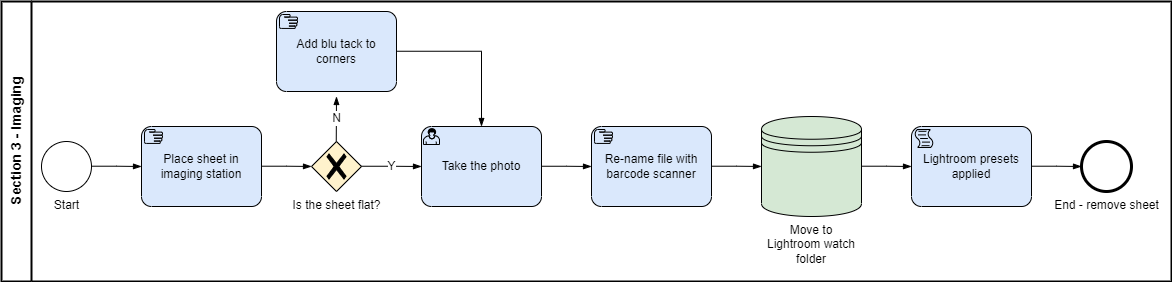 Section 3 - Imaging
Start
Place sheet in
imaging station
Is the sheet flat?
N
Add blu tack to
corners
Y
Take the photo
Re-name file with
barcode scanner
Move to
Lightroom watch
folder
Lightroom presets
applied
End - remove sheet